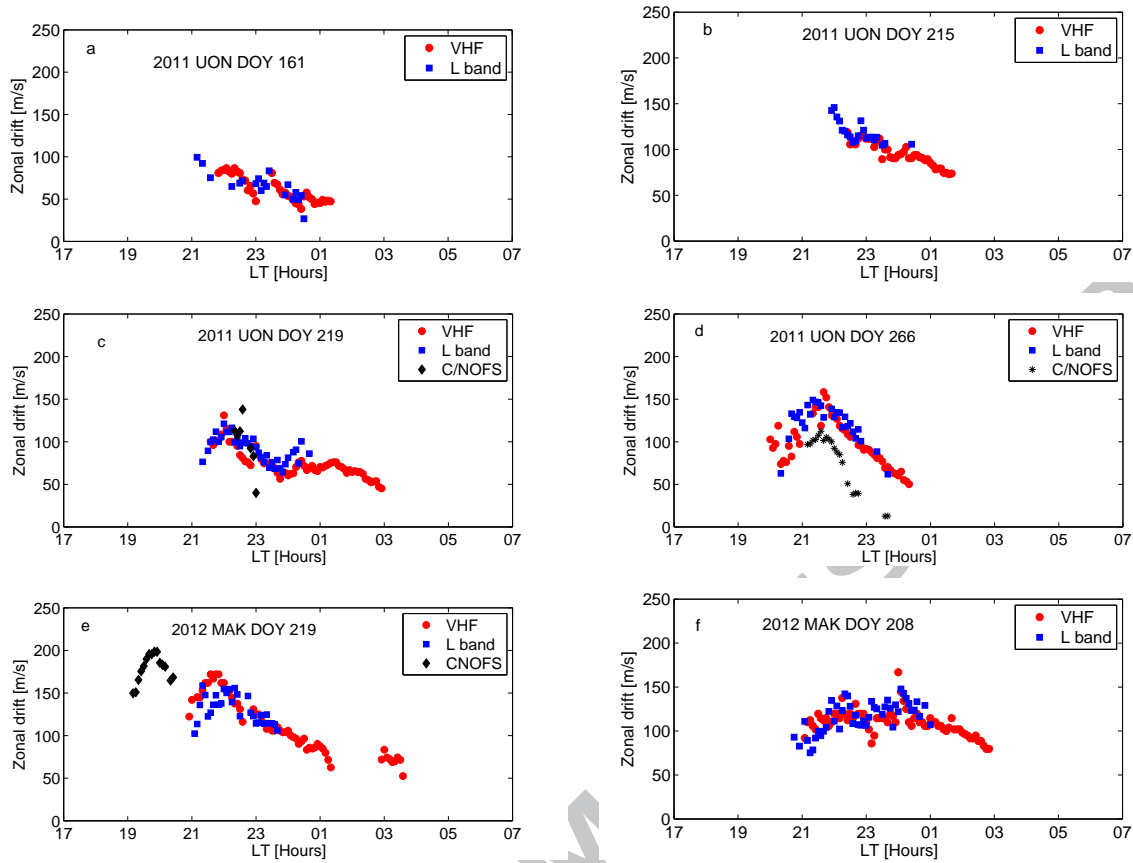 a
2011 UON DOY 161
VHF
L band
250
200
150
100
50
0
Zonal drift [m/s]
17 19 21 23 01 03 05 07
LT [Hours]
b
2011 UON DOY 215
VHF
L band
250
200
150
100
50
0
Zonal drift [m/s]
17 19 21 23 01 03 05 07
LT [Hours]
c
2011 UON DOY 219
VHF
L band
C/NOFS
250
200
150
100
50
0
Zonal drift [m/s]
17 19 21 23 01 03 05 07
LT [Hours]
d
2011 UON DOY 266
VHF
L band
C/NOFS
250
200
150
100
50
0
Zonal drift [m/s]
17 19 21 23 01 03 05 07
LT [Hours]
e
2012 MAK DOY 219
VHF
L band
CNOFS
250
200
150
100
50
0
Zonal drift [m/s]
17 19 21 23 01 03 05 07
LT [Hours]
f
2012 MAK DOY 208
VHF
L band
250
200
150
100
50
0
Zonal drift [m/s]
17 19 21 23 01 03 05 07
LT [Hours]